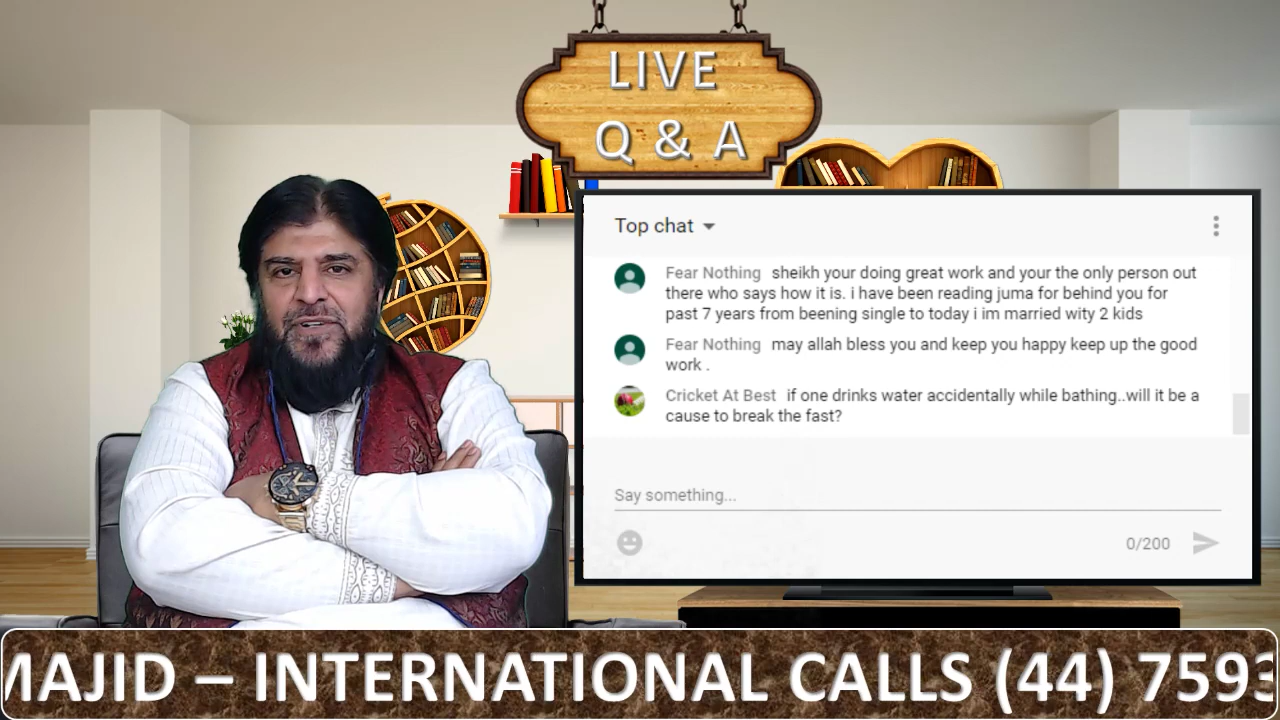 LIVE
Q & A
Top chat
Fear Nothing sheikh your doing great work and your the only person out
there who says how it is. i have been reading juma for behind you for
past 7 years from beening single to today i im married wity 2 kids
Fear Nothing may allah bless you and keep you happy keep up the good
work .
Cricket At Best if one drinks water accidentally while bathing..will it be a
cause to break the fast?
Say something...
0/200
MAJID – INTERNATIONAL CALLS (44) 7593